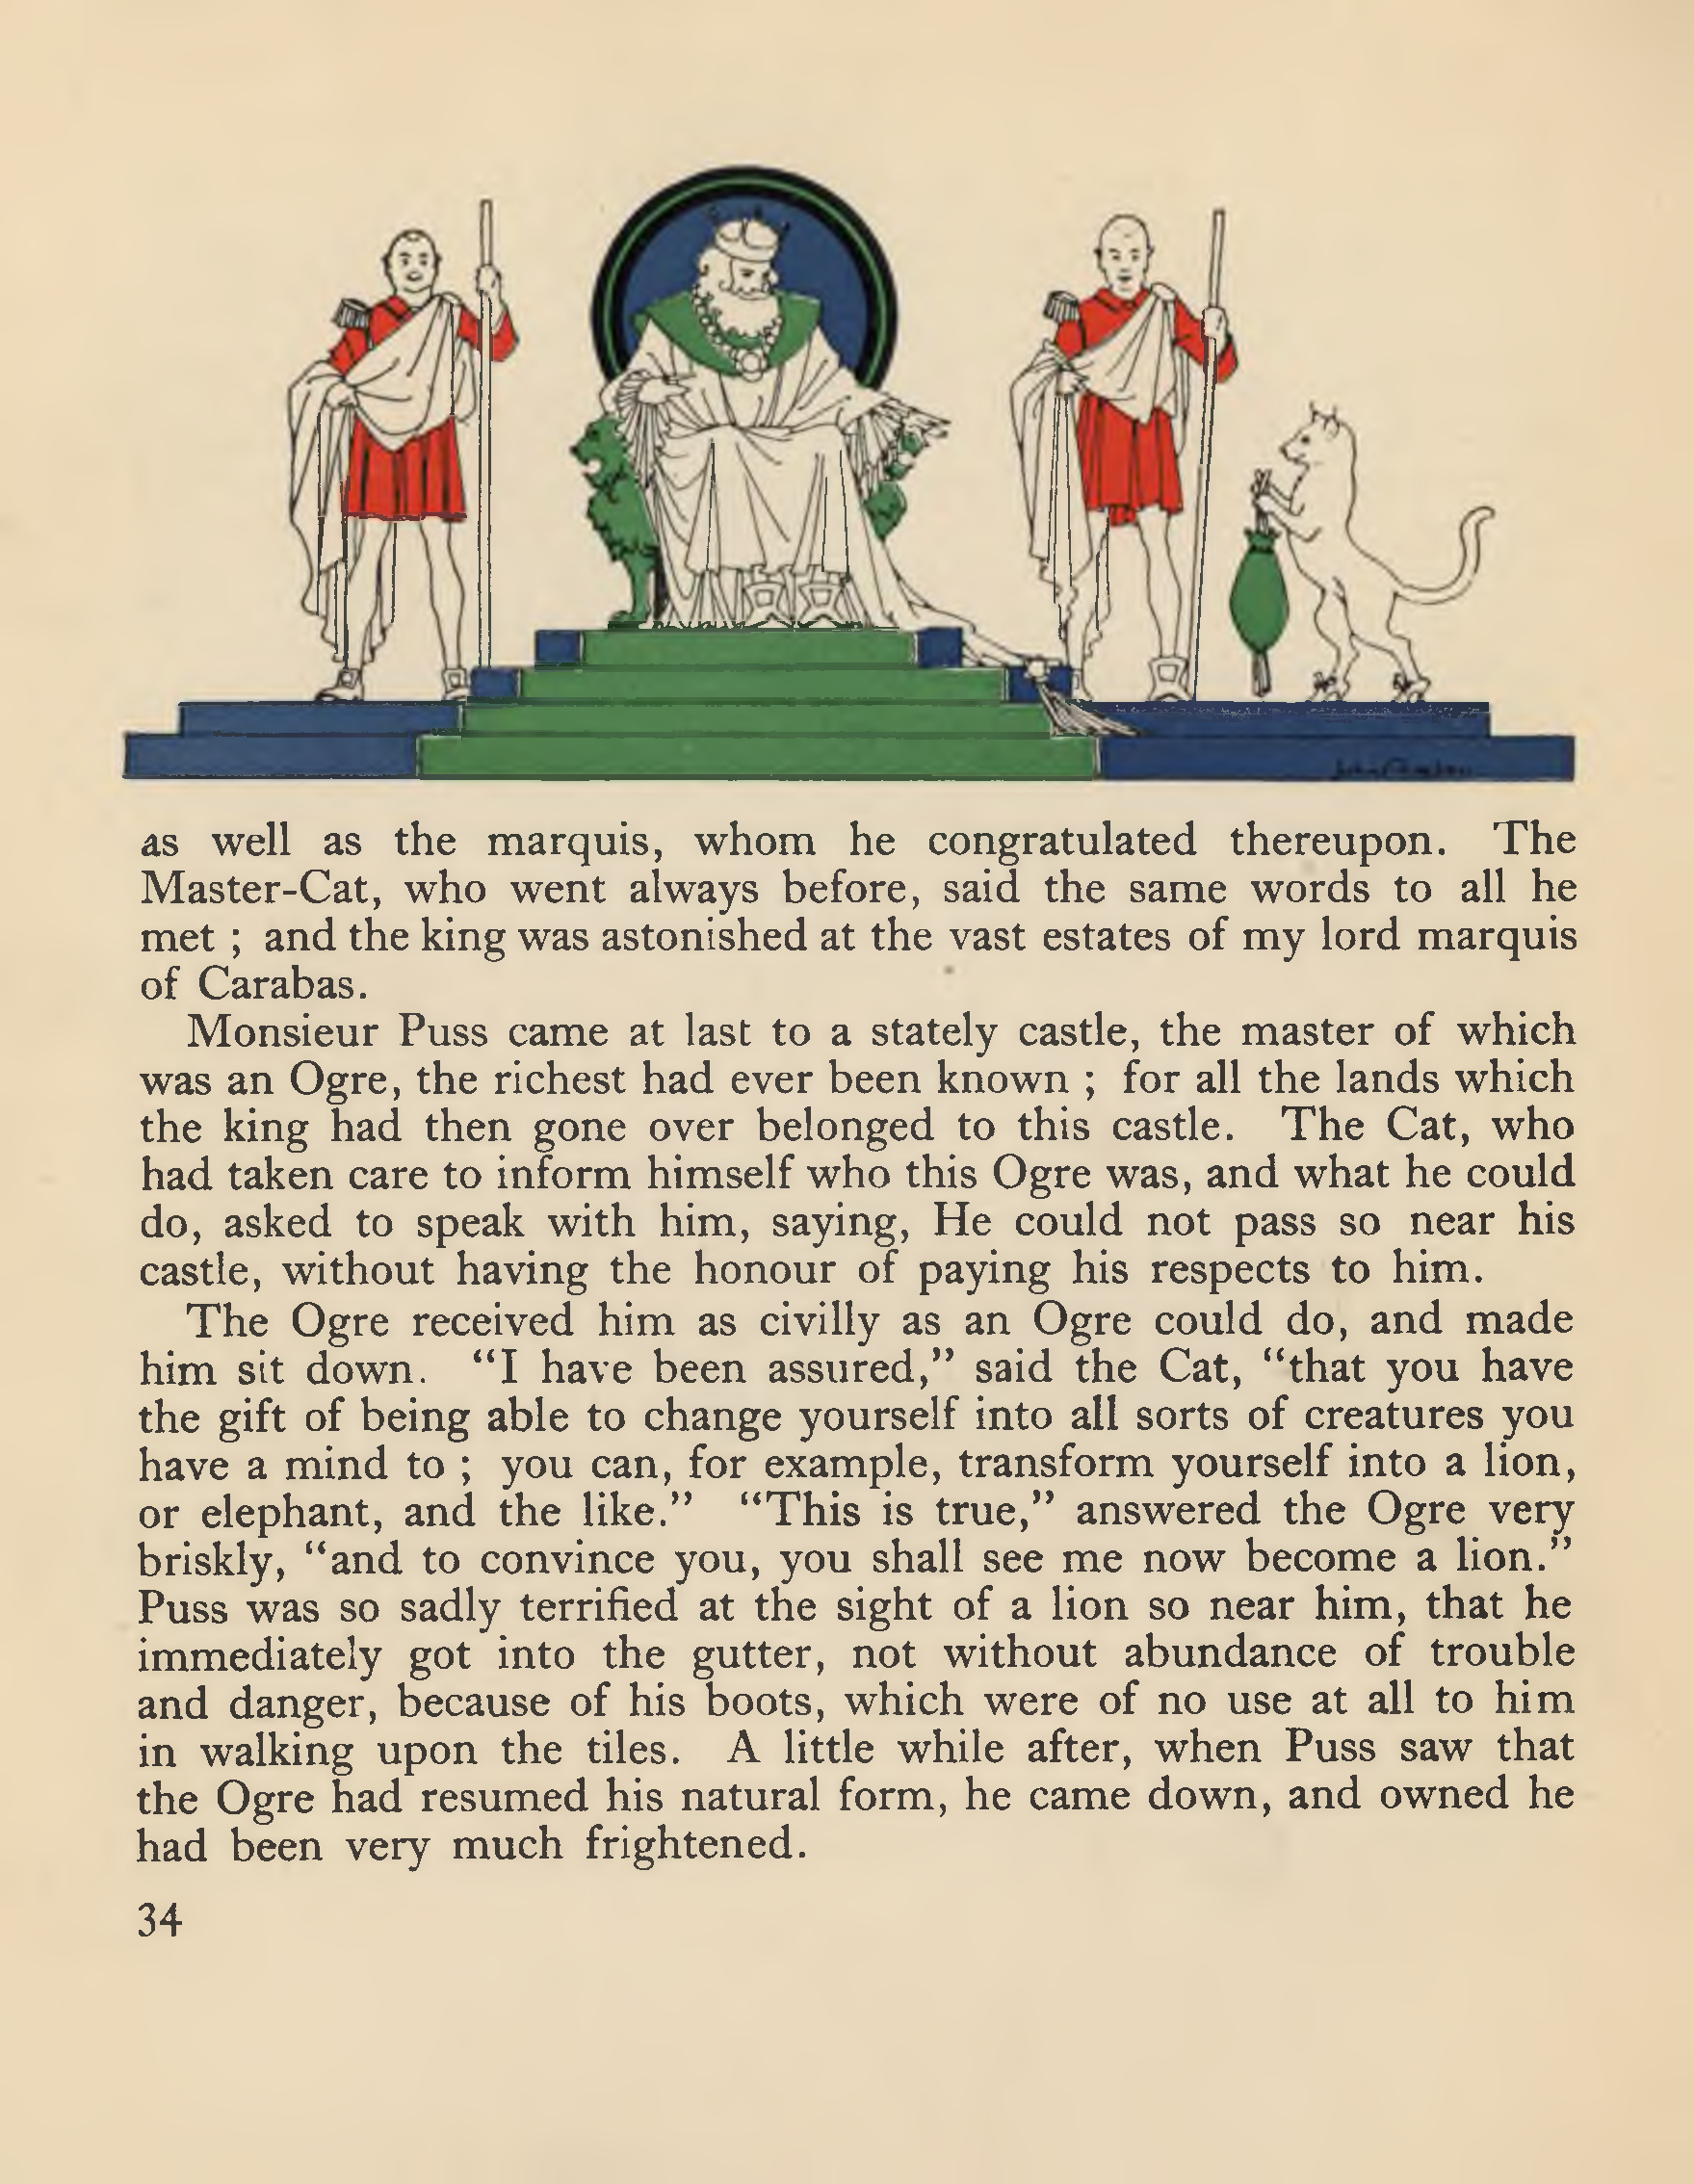 as well as the marquis, whom he congratulated thereupon. The
Master-Cat, who went always before, said the same words to all he
met ; and the king was astonished at the vast estates of my lord marquis
of Carabas.
Monsieur Puss came at last to a stately castle, the master of which
was an Ogre, the richest had ever been known ; for all the lands which
the king had then gone over belonged to this castle. The Cat, who
had taken care to inform himself who this Ogre was, and what he could
do, asked to speak with him, saying, He could not pass so near his
castle, without having the honour of paying his respects to him.
The Ogre received him as civilly as an Ogre could do, and made
him sit down. “I have been assured,” said the Cat, “that you have
the gift of being able to change yourself into all sorts of creatures you
have a mind to ; you can, for example, transform yourself into a lion,
or elephant, and the like.” “This is true,” answered the Ogre very
briskly, “and to convince you, you shall see me now become a lion.”
Puss was so sadly terrified at the sight of a lion so near him, that he
immediately got into the gutter, not without abundance of trouble
and danger, because of his boots, which were of no use at all to him
in walking upon the tiles. A little while after, when Puss saw that
the Ogre had resumed his natural form, he came down, and owned he
had been very much frightened.
34